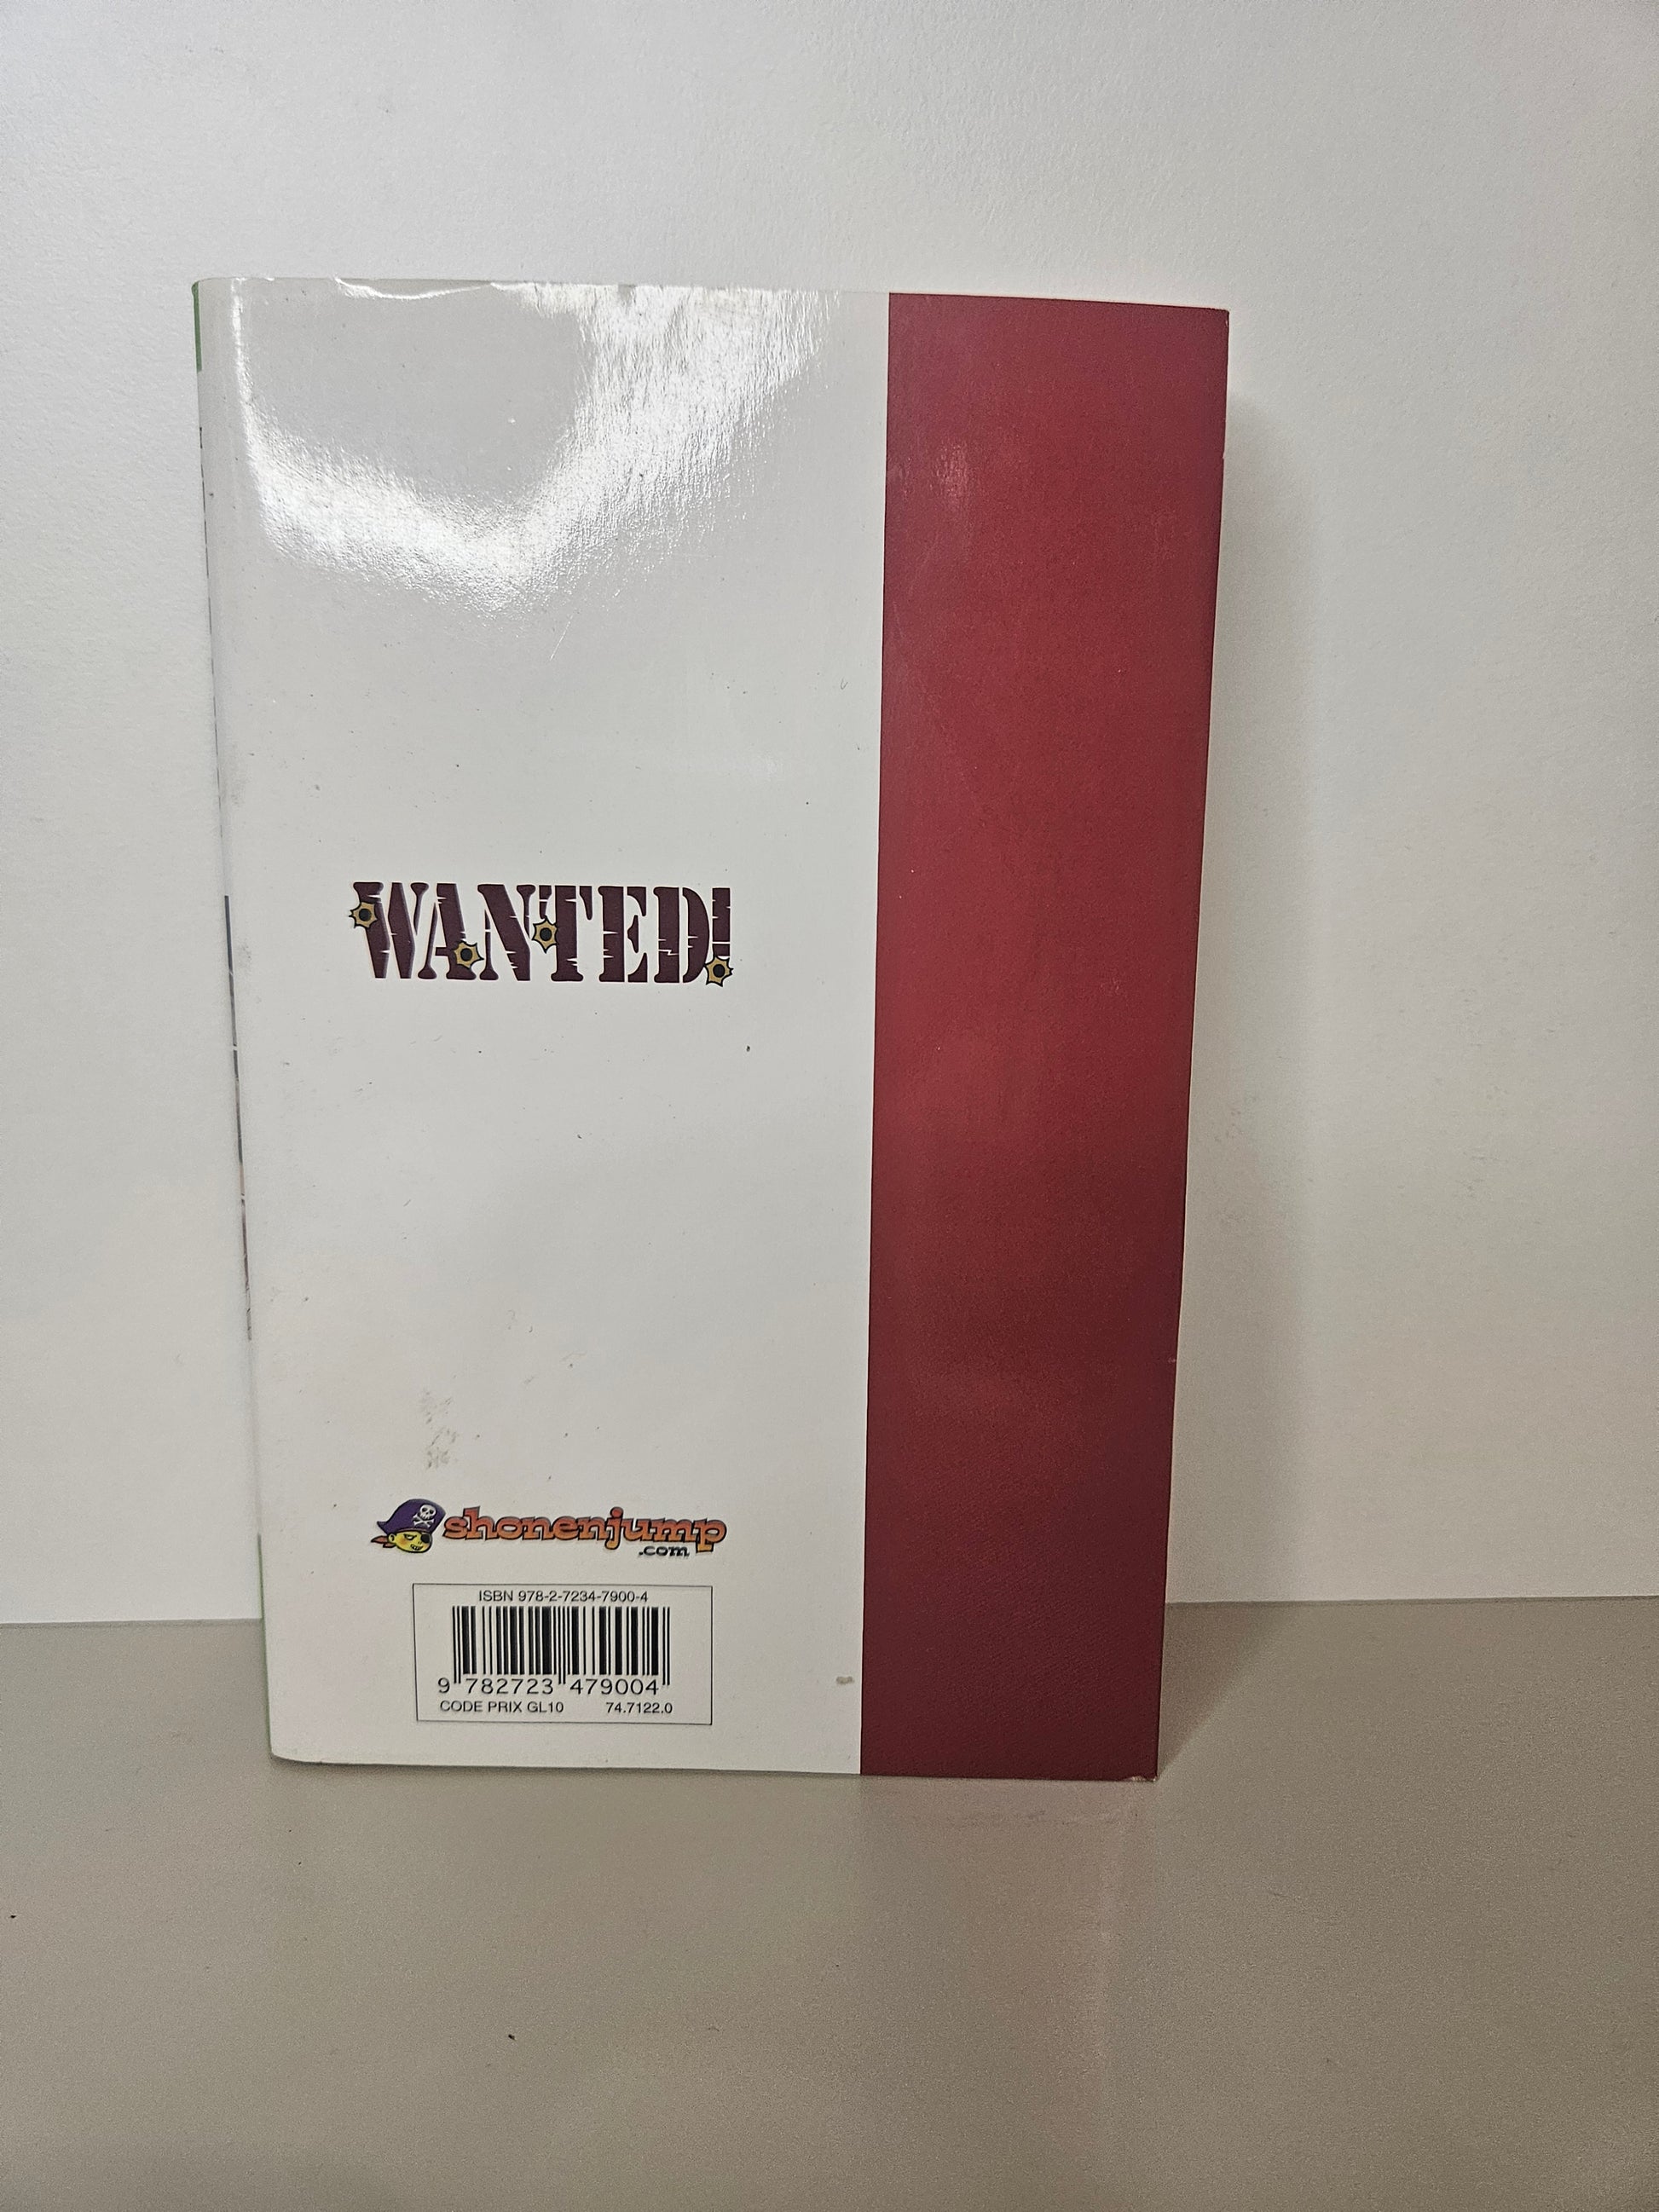 WANTED!
shonenjump
.com
ISBN 978-2-7234-7900-4
9 782723 479004
CODE PRIX GL10 74.7122.0